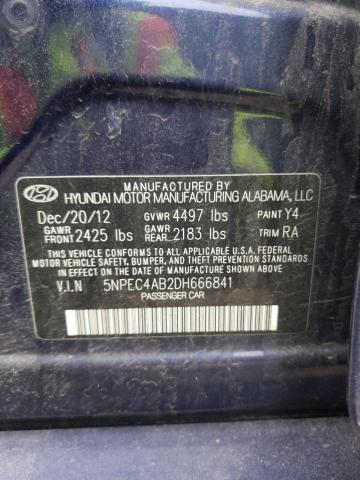 MANUFACTURED BY
HYUNDAI MOTOR MANUFACTURING ALABAMA, LLC
Dec/20/12 GVWR 4497 lbs PAINT Y4
GAWR FRONT 2425 lbs GAWR REAR 2183 lbs TRIM RA
THIS VEHICLE CONFORMS TO ALL APPLICABLE U.S. FEDERAL
MOTOR VEHICLE SAFETY, BUMPER, AND THEFT PREVENTION
STANDARDS IN EFFECT ON THE DATE OF MANUFACTURE SHOWN ABOVE.
V.I.N 5NPEC4AB2DH666841
PASSENGER CAR